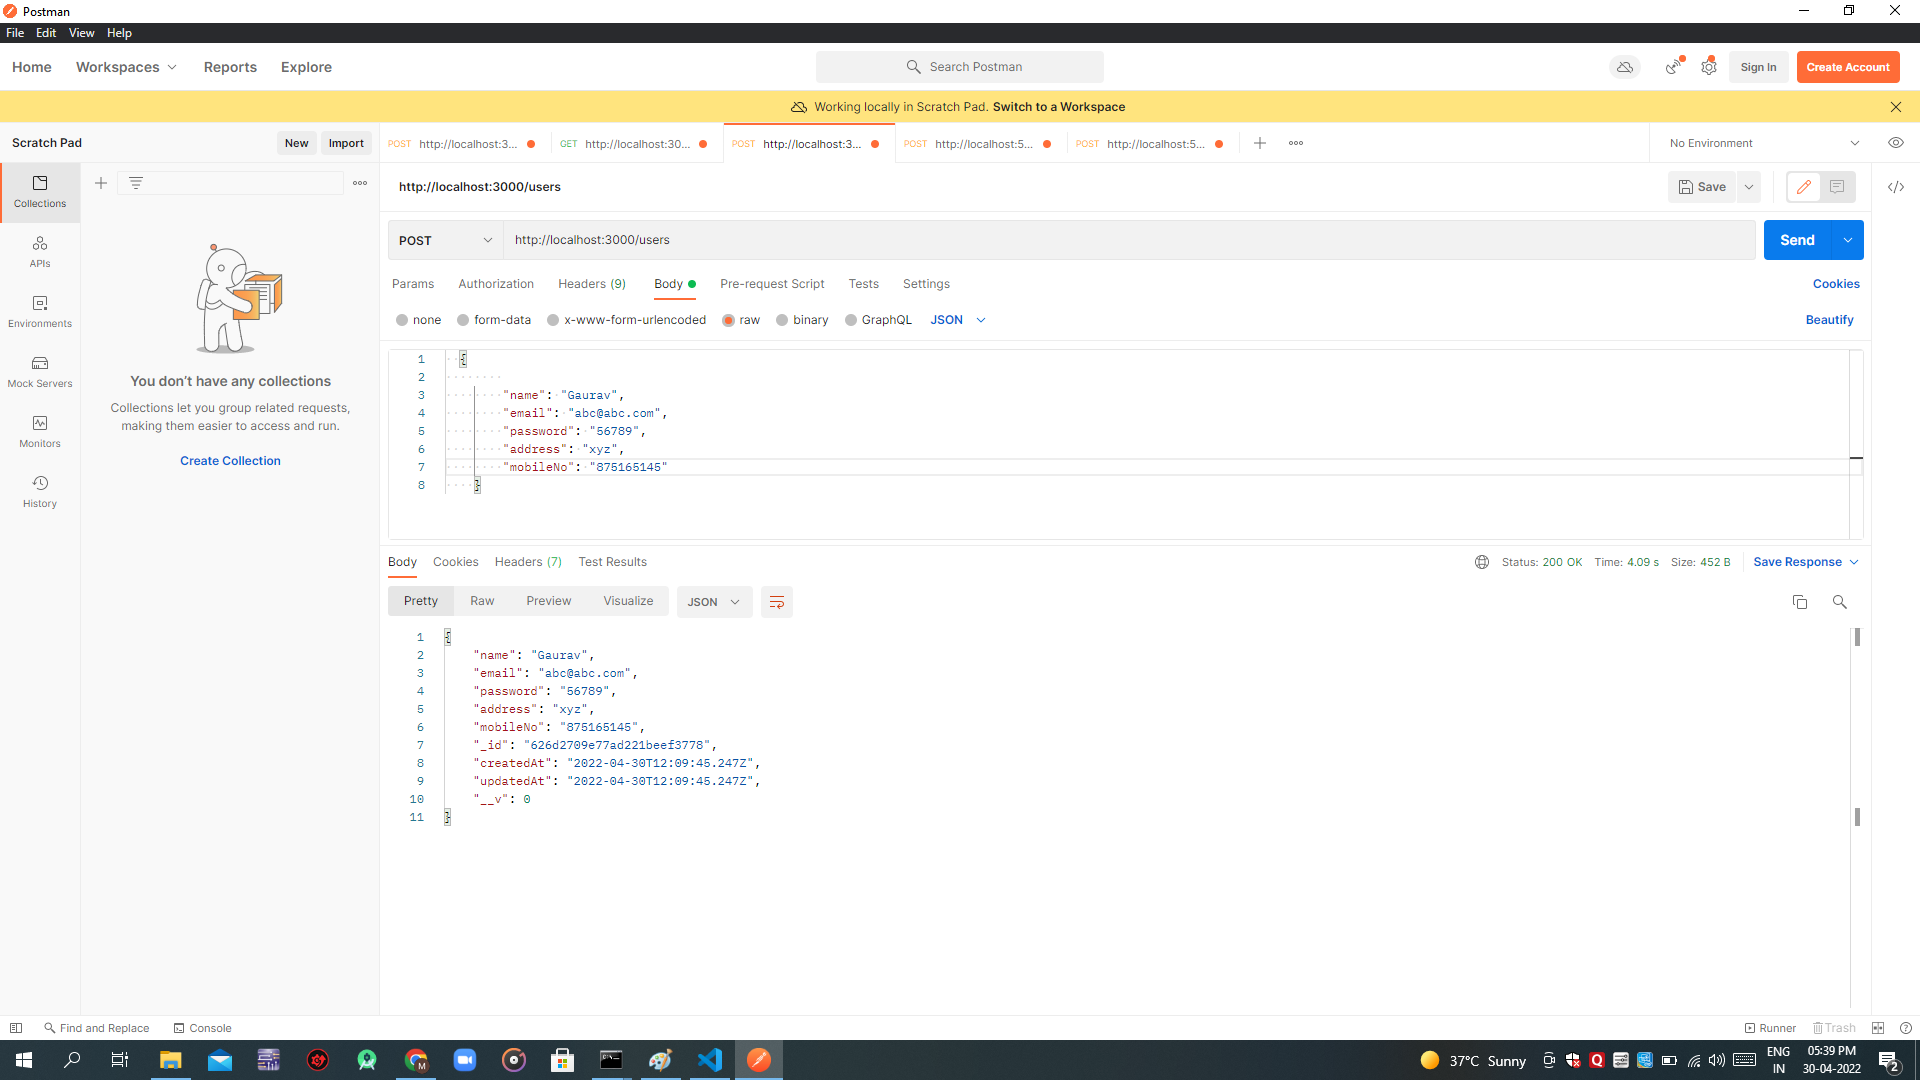 Postman
File Edit View Help
Home Workspaces Reports Explore
Search Postman
Sign In Create Account
Working locally in Scratch Pad. Switch to a Workspace
Scratch Pad New Import
POST http://localhost:3... GET http://localhost:30... POST http://localhost:3... POST http://localhost:5... POST http://localhost:5...
No Environment
Collections
APIs
Environments
Mock Servers
Monitors
History
You don't have any collections
Collections let you group related requests,
making them easier to access and run.
Create Collection
http://localhost:3000/users
Save
POST http://localhost:3000/users Send
Params Authorization Headers (9) Body Pre-request Script Tests Settings Cookies
none form-data x-www-form-urlencoded raw binary GraphQL JSON Beautify
1 {
2
3 "name": "Gaurav",
4 "email": "abc@abc.com",
5 "password": "56789",
6 "address": "xyz",
7 "mobileNo": "875165145"
8 }
Body Cookies Headers (7) Test Results Status: 200 OK Time: 4.09 s Size: 452 B Save Response
Pretty Raw Preview Visualize JSON
1 {
2 "name": "Gaurav",
3 "email": "abc@abc.com",
4 "password": "56789",
5 "address": "xyz",
6 "mobileNo": "875165145",
7 "_id": "626d2709e77ad221beef3778",
8 "createdAt": "2022-04-30T12:09:45.247Z",
9 "updatedAt": "2022-04-30T12:09:45.247Z",
10 "__v": 0
11 }
Find and Replace Console Runner Trash
37°C Sunny
ENG
IN
05:39 PM
30-04-2022
2